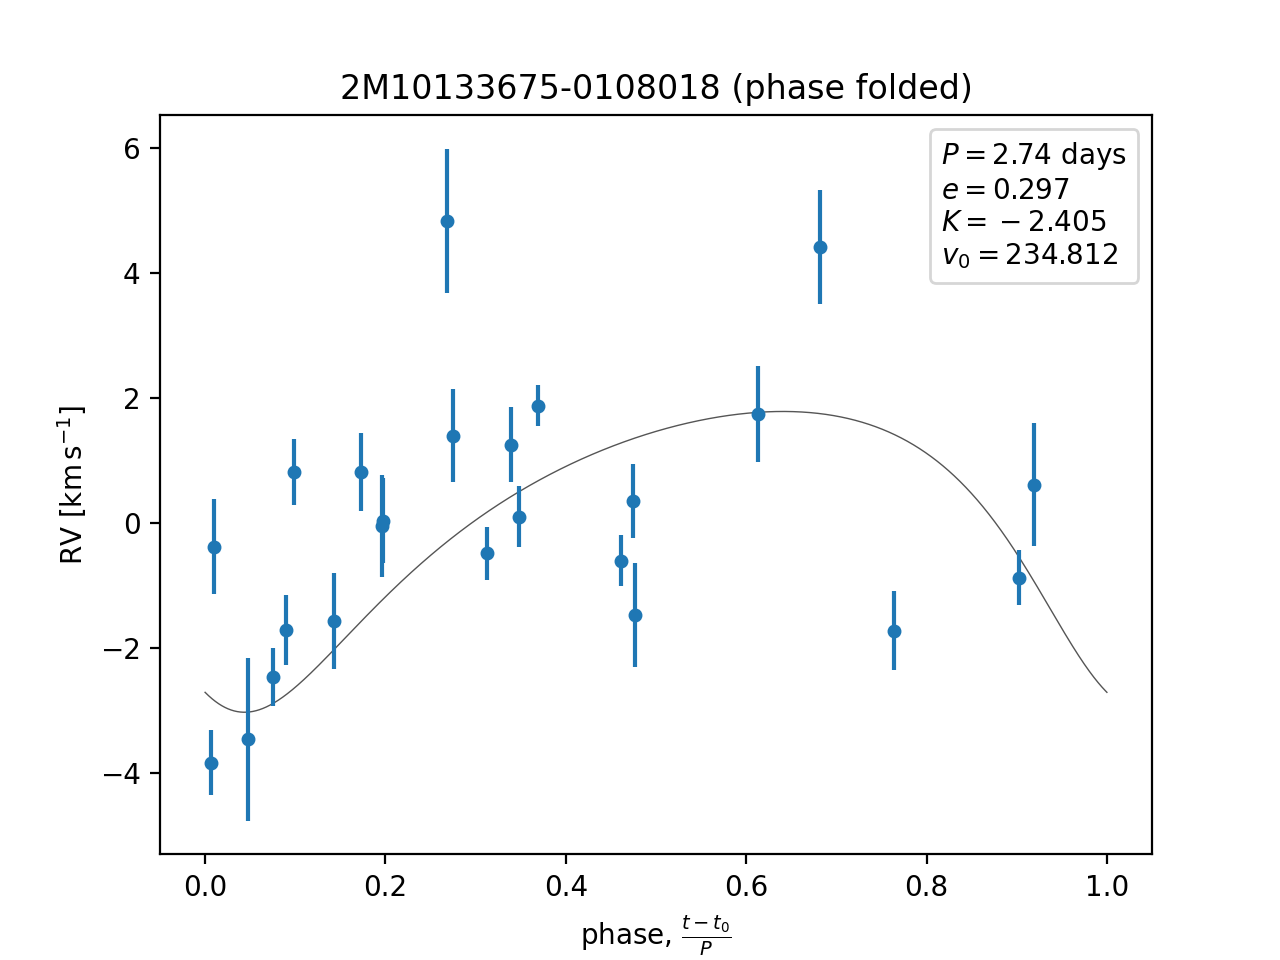 2M10133675-0108018 (phase folded)
P = 2.74 days
e = 0.297
K = −2.405
v₀ = 234.812
RV [km s⁻¹]
6
4
2
0
−2
−4
0.0 0.2 0.4 0.6 0.8 1.0
phase, (t − t₀)/P